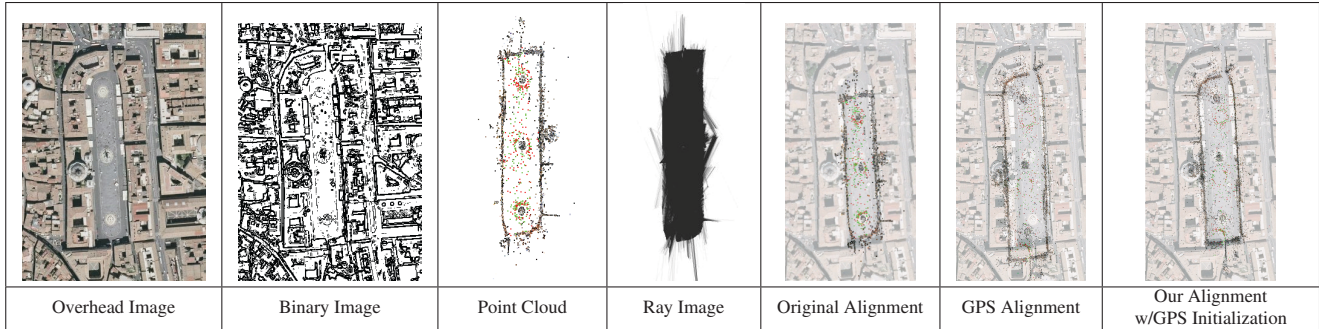 Overhead Image
Binary Image
Point Cloud
Ray Image
Original Alignment
GPS Alignment
Our Alignment
w/GPS Initialization